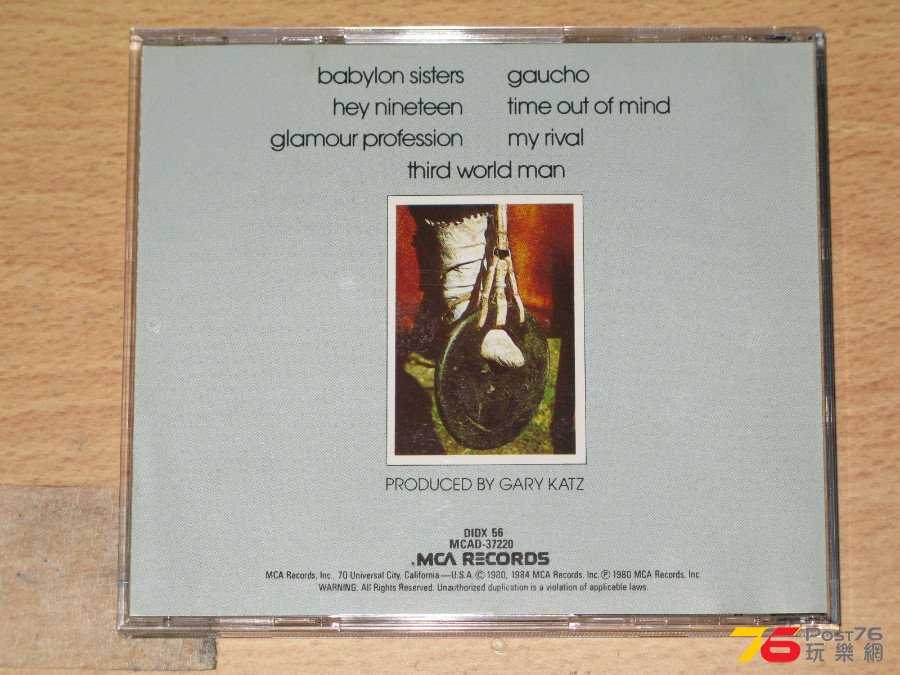 babylon sisters gaucho
hey nineteen time out of mind
glamour profession my rival
third world man
PRODUCED BY GARY KATZ
DIDX 56
MCAD-37220
MCA RECORDS
MCA Records, Inc., 70 Universal City, California—U.S.A. © 1980, 1984 MCA Records, Inc. ℗ 1980 MCA Records, Inc.
WARNING: All Rights Reserved. Unauthorized duplication is a violation of applicable laws.
76 Post76
玩樂網